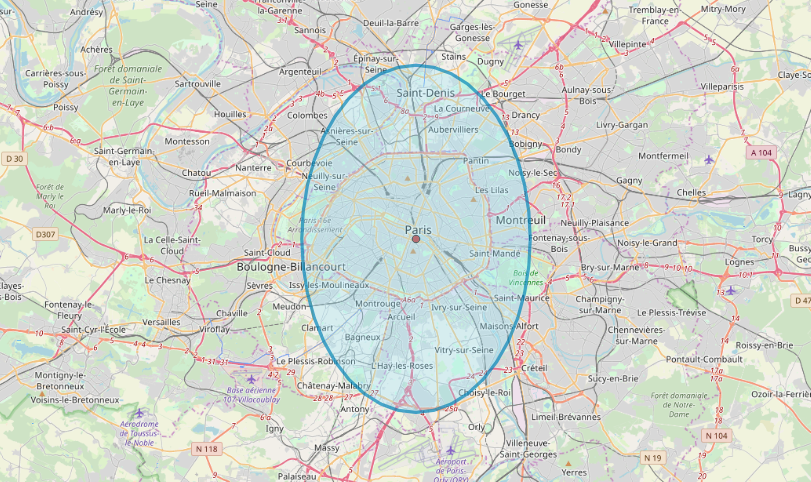 Andrésy
Seine
Franconville-
la-Garenne
Sannois
Deuil-la-Barre
Garges-lès-
Gonesse
Gonesse
Tremblay-en-
France
Mitry-Mory
Achères
Carrières-sous-
Poissy
Poissy
Forêt domaniale
de Saint-
Germain-
en-Laye
Sartrouville
Argenteuil
Épinay-sur-
Seine
Stains
Dugny
Villepinte
6b
6a
Villeparisis
Claye-So
Houilles
Colombes
Saint-Denis
La Courneuve
Le Bourget
Aulnay-sous-
Bois
Drancy
Livry-Gargan
Montesson
Asnières-sur-
Seine
Aubervilliers
Bobigny
Bondy
Montfermeil
A 104
D 30
Saint-Germain-
en-Laye
Chatou
Nanterre
Courbevoie
Neuilly-sur-
Seine
Pantin
Noisy-le-Sec
Gagny
Chelles
Lagny
Forêt de
Marly le
Roi
Rueil-Malmaison
Les Lilas
Marly-le-Roi
D307
La Celle-Saint-
Cloud
Paris 16e
Arrondissement
Paris
Montreuil
Neuilly-Plaisance
Fontenay-sous-
Bois
Noisy-le-Grand
Torcy
Saint-Cloud
Boulogne-Billancourt
Saint-Mandé
Bry-sur-Marne
Lognes
Bussy-
Saint-
Georges
Le Chesnay
Sèvres
Issy-les-Moulineaux
Bois de
Vincennes
Clayes-
s-Bois
Fontenay-le-
Fleury
Meudon
Montrouge
Ivry-sur-Seine
Saint-Maurice
Champigny-
sur-Marne
Le Plessis-Trévise
D 47
Saint-Cyr-l'École
Versailles
Viroflay
Chaville
Clamart
Arcueil
Maisons-Alfort
Chennevières-
sur-Marne
Bagneux
Vitry-sur-Seine
Roissy-en-Brie
Pontault-Combault
Le Plessis-Robinson
L'Haÿ-les-Roses
Créteil
Sucy-en-Brie
Montigny-le-
Bretonneux
Voisins-le-Bretonneux
Base aérienne
107 Villacoublay
Châtenay-Malabry
Choisy-le-Roi
Ozoir-la-Ferriè
Forêt domaniale
de Notre-
Dame
Antony
Aérodrome
de Toussus-
le-Noble
Igny
Orly
Limeil-Brévannes
N 104
N 118
Massy
Villeneuve-
Saint-Georges
N 19
Palaiseau
Aéroport
de Paris-
Orly (ORY)
Yerres